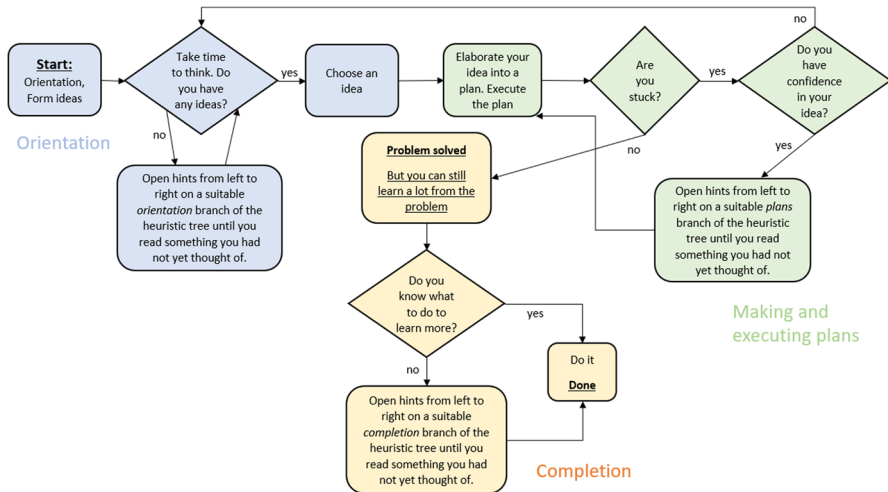 Start:
Orientation,
Form ideas
Take time
to think. Do
you have
any ideas?
yes
no
Choose an
idea
Elaborate your
idea into a
plan. Execute
the plan
Are
you
stuck?
yes
no
Do you
have
confidence
in your
idea?
no
yes
Orientation
Open hints from left to
right on a suitable
orientation branch of the
heuristic tree until you
read something you had
not yet thought of.
Problem solved
But you can still
learn a lot from the
problem
Open hints from left to
right on a suitable plans
branch of the heuristic
tree until you read
something you had not
yet thought of.
Making and
executing plans
Do you
know what
to do to
learn more?
yes
no
Do it
Done
Open hints from left to
right on a suitable
completion branch of the
heuristic tree until you
read something you had
not yet thought of.
Completion